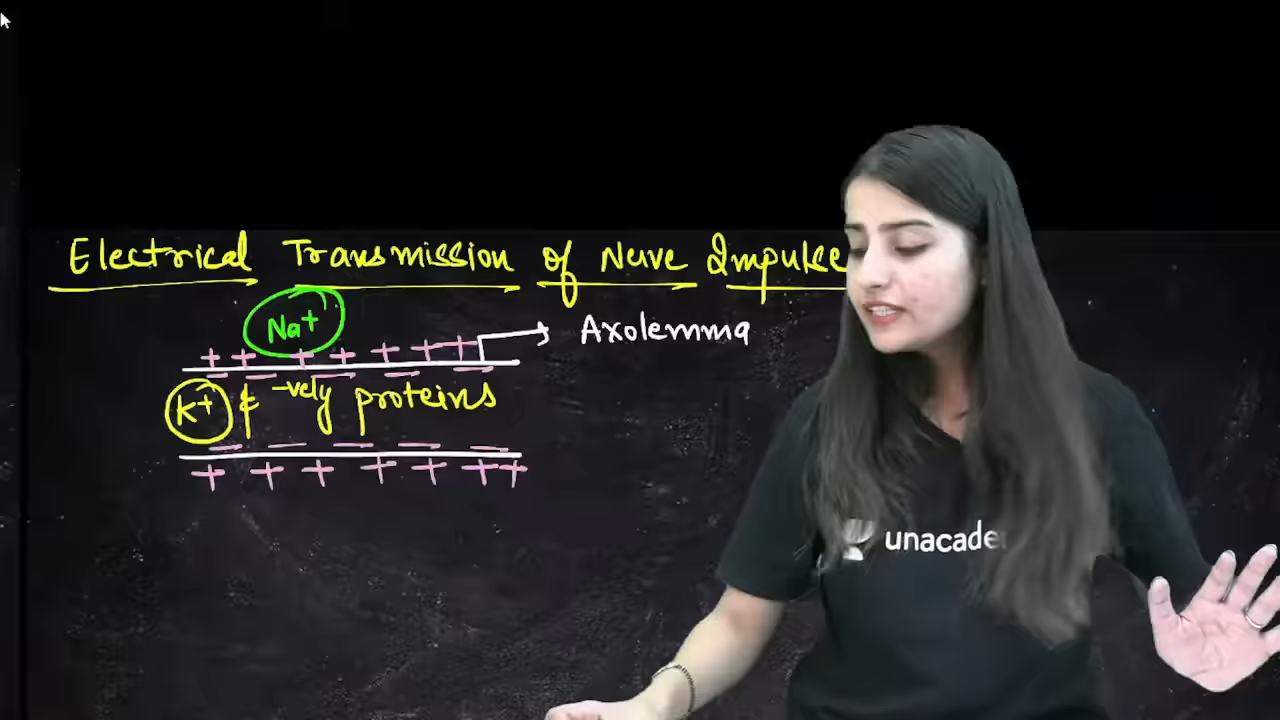 Electrical Transmission of Nerve Impulse
Na+
+ + + + + + + Axolemma
K+ & -vely proteins
+ + + + + + +
unacade